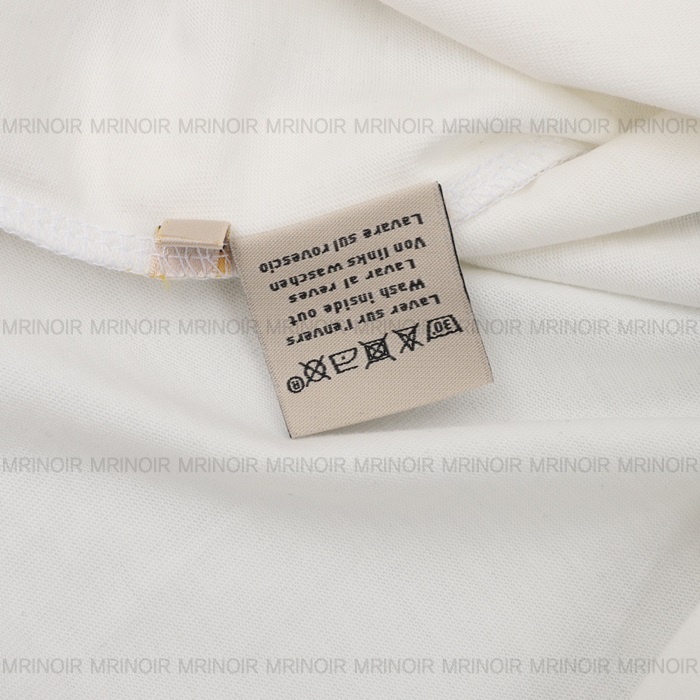 MRINOIR MRINOIR MRINOIR MRINOIR MRINOIR MRINOIR MRINOIR MRINOIR
30°
®
Laver sur l'envers
Wash inside out
Lavar al reves
Von links waschen
Lavare sul rovescio
MRINOIR MRINOIR MRINOIR MRINOIR MRINOIR MRINOIR MRINOIR MRINOIR
MRINOIR MRINOIR MRINOIR MRINOIR MRINOIR MRINOIR MRINOIR MRINOIR
MRINOIR MRINOIR MRINOIR MRINOIR MRINOIR MRINOIR MRINOIR MRINOIR